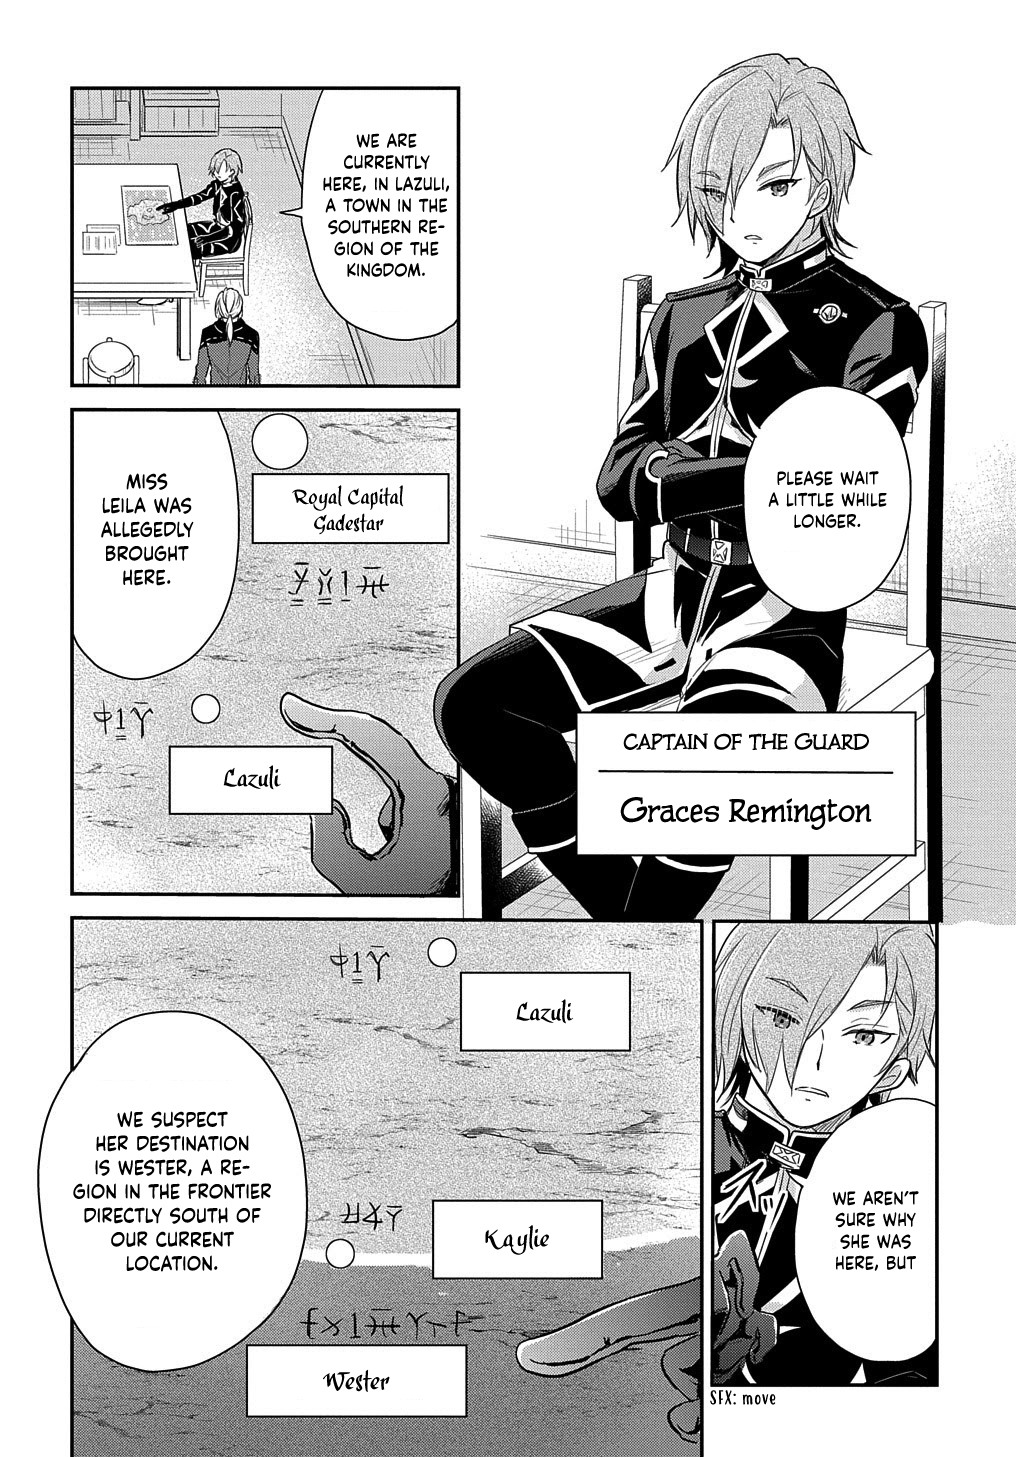 PLEASE WAIT
A LITTLE WHILE
LONGER.
CAPTAIN OF THE GUARD
Graces Remington
WE ARE
CURRENTLY
HERE, IN LAZULI,
A TOWN IN THE
SOUTHERN RE-
GION OF THE
KINGDOM.
MISS
LEILA WAS
ALLEGEDLY
BROUGHT
HERE.
Royal Capital
Gadestar
Lazuli
WE AREN'T
SURE WHY
SHE WAS
HERE, BUT
SFX: move
Lazuli
WE SUSPECT
HER DESTINATION
IS WESTER, A RE-
GION IN THE FRONTIER
DIRECTLY SOUTH OF
OUR CURRENT
LOCATION.
Kaylie
Wester